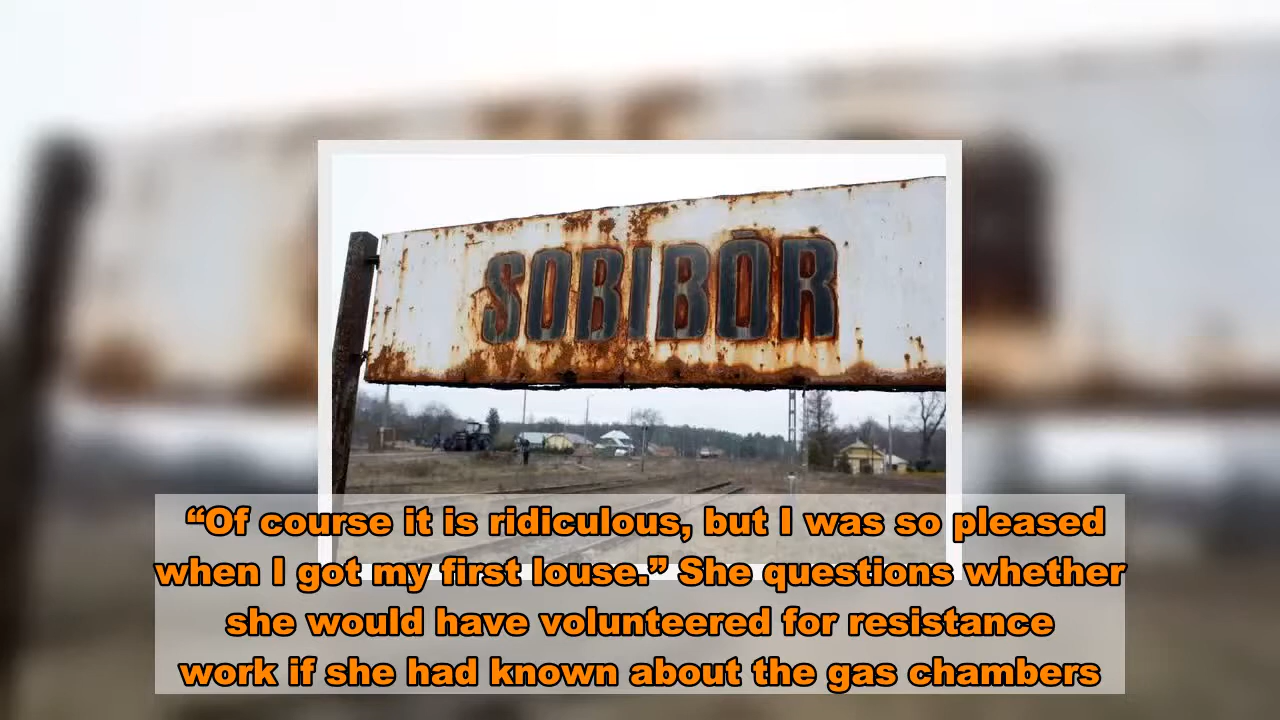 SOBIBÓR
“Of course it is ridiculous, but I was so pleased
when I got my first louse.” She questions whether
she would have volunteered for resistance
work if she had known about the gas chambers